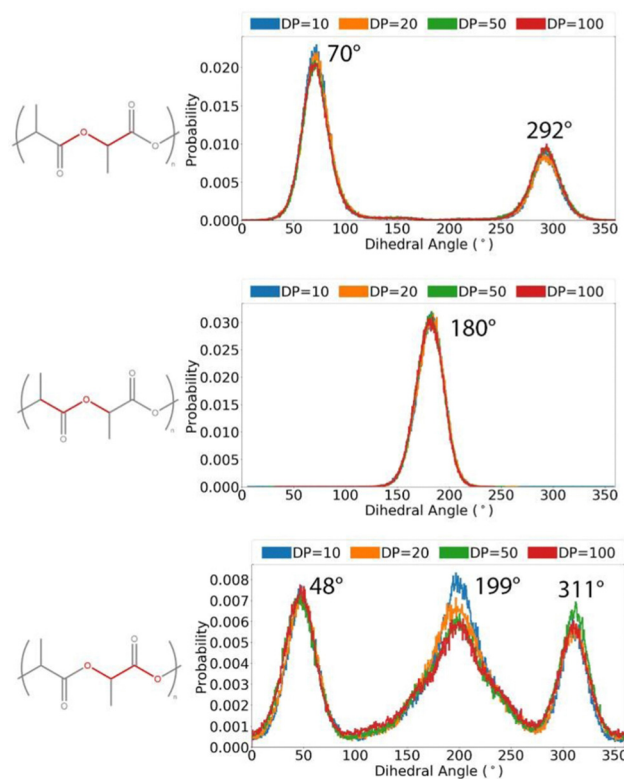 DP=10 DP=20 DP=50 DP=100
70°
292°
Probability
0.020
0.015
0.010
0.005
0.000
0 50 100 150 200 250 300 350
Dihedral Angle (°)
O
O
O
O
n
DP=10 DP=20 DP=50 DP=100
180°
Probability
0.030
0.025
0.020
0.015
0.010
0.005
0.000
0 50 100 150 200 250 300 350
Dihedral Angle (°)
O
O
O
O
n
DP=10 DP=20 DP=50 DP=100
48°
199°
311°
Probability
0.008
0.007
0.006
0.005
0.004
0.003
0.002
0.001
0.000
0 50 100 150 200 250 300 350
Dihedral Angle (°)
O
O
O
O
n